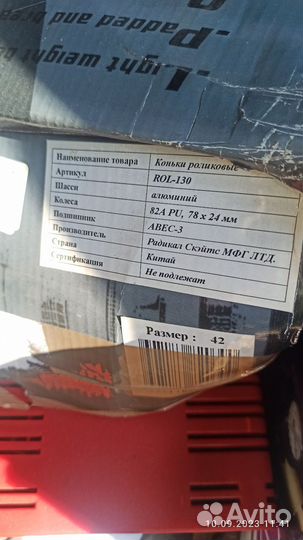 .Padded and brea
.Light weight b
Наименование товара Коньки роликовые
Артикул ROL-130
Шасси алюминий
Колеса 82A PU, 78 x 24 мм
Подшипник ABEC-3
Производитель Радикал Скэйтс МФГ ЛТД.
Страна Китай
Сертификация Не подлежат
Размер : 42
10.09.2023 11:41
Avito